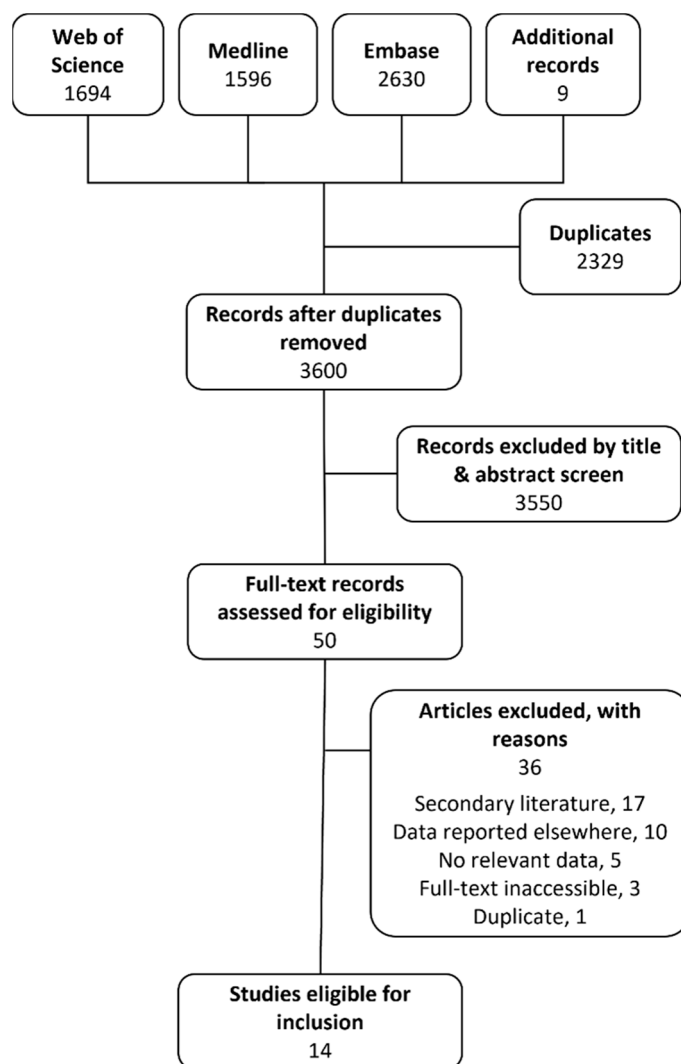 Web of
Science
1694
Medline
1596
Embase
2630
Additional
records
9
Duplicates
2329
Records after duplicates
removed
3600
Records excluded by title
& abstract screen
3550
Full-text records
assessed for eligibility
50
Articles excluded, with
reasons
36
Secondary literature, 17
Data reported elsewhere, 10
No relevant data, 5
Full-text inaccessible, 3
Duplicate, 1
Studies eligible for
inclusion
14